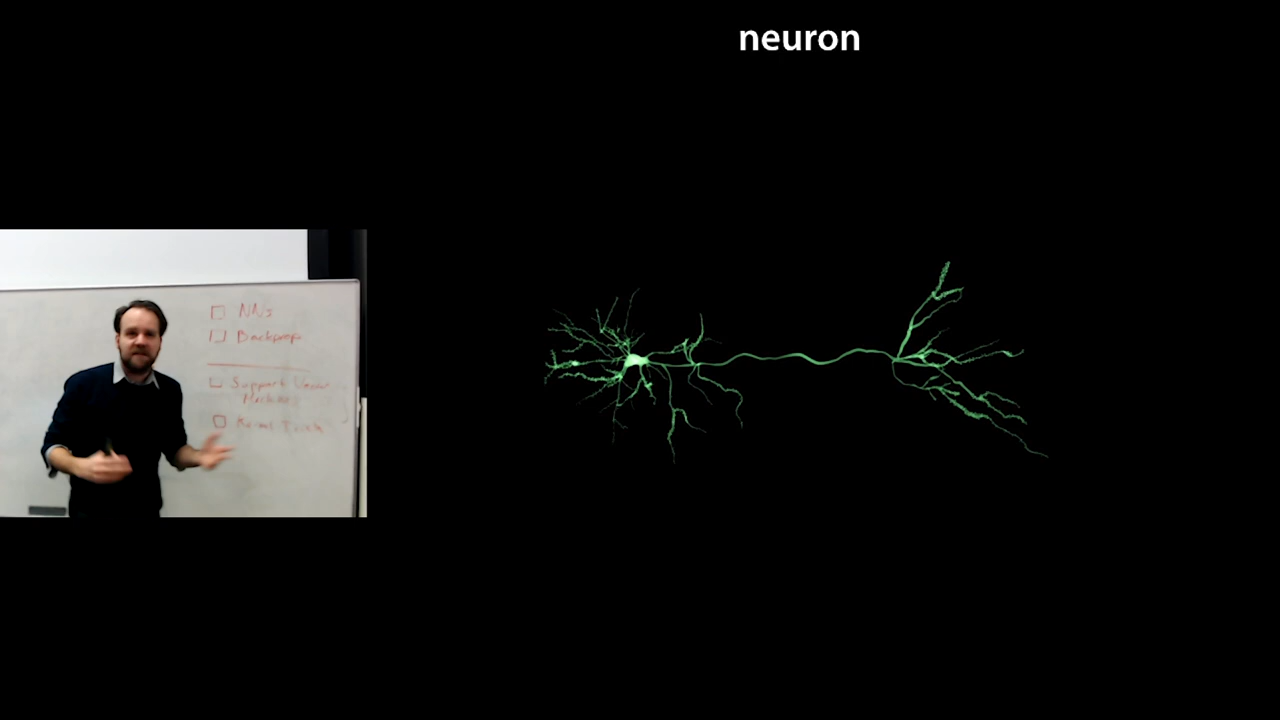 neuron
NNs
Backprop
Support Vector
Machines
Kernel Trick